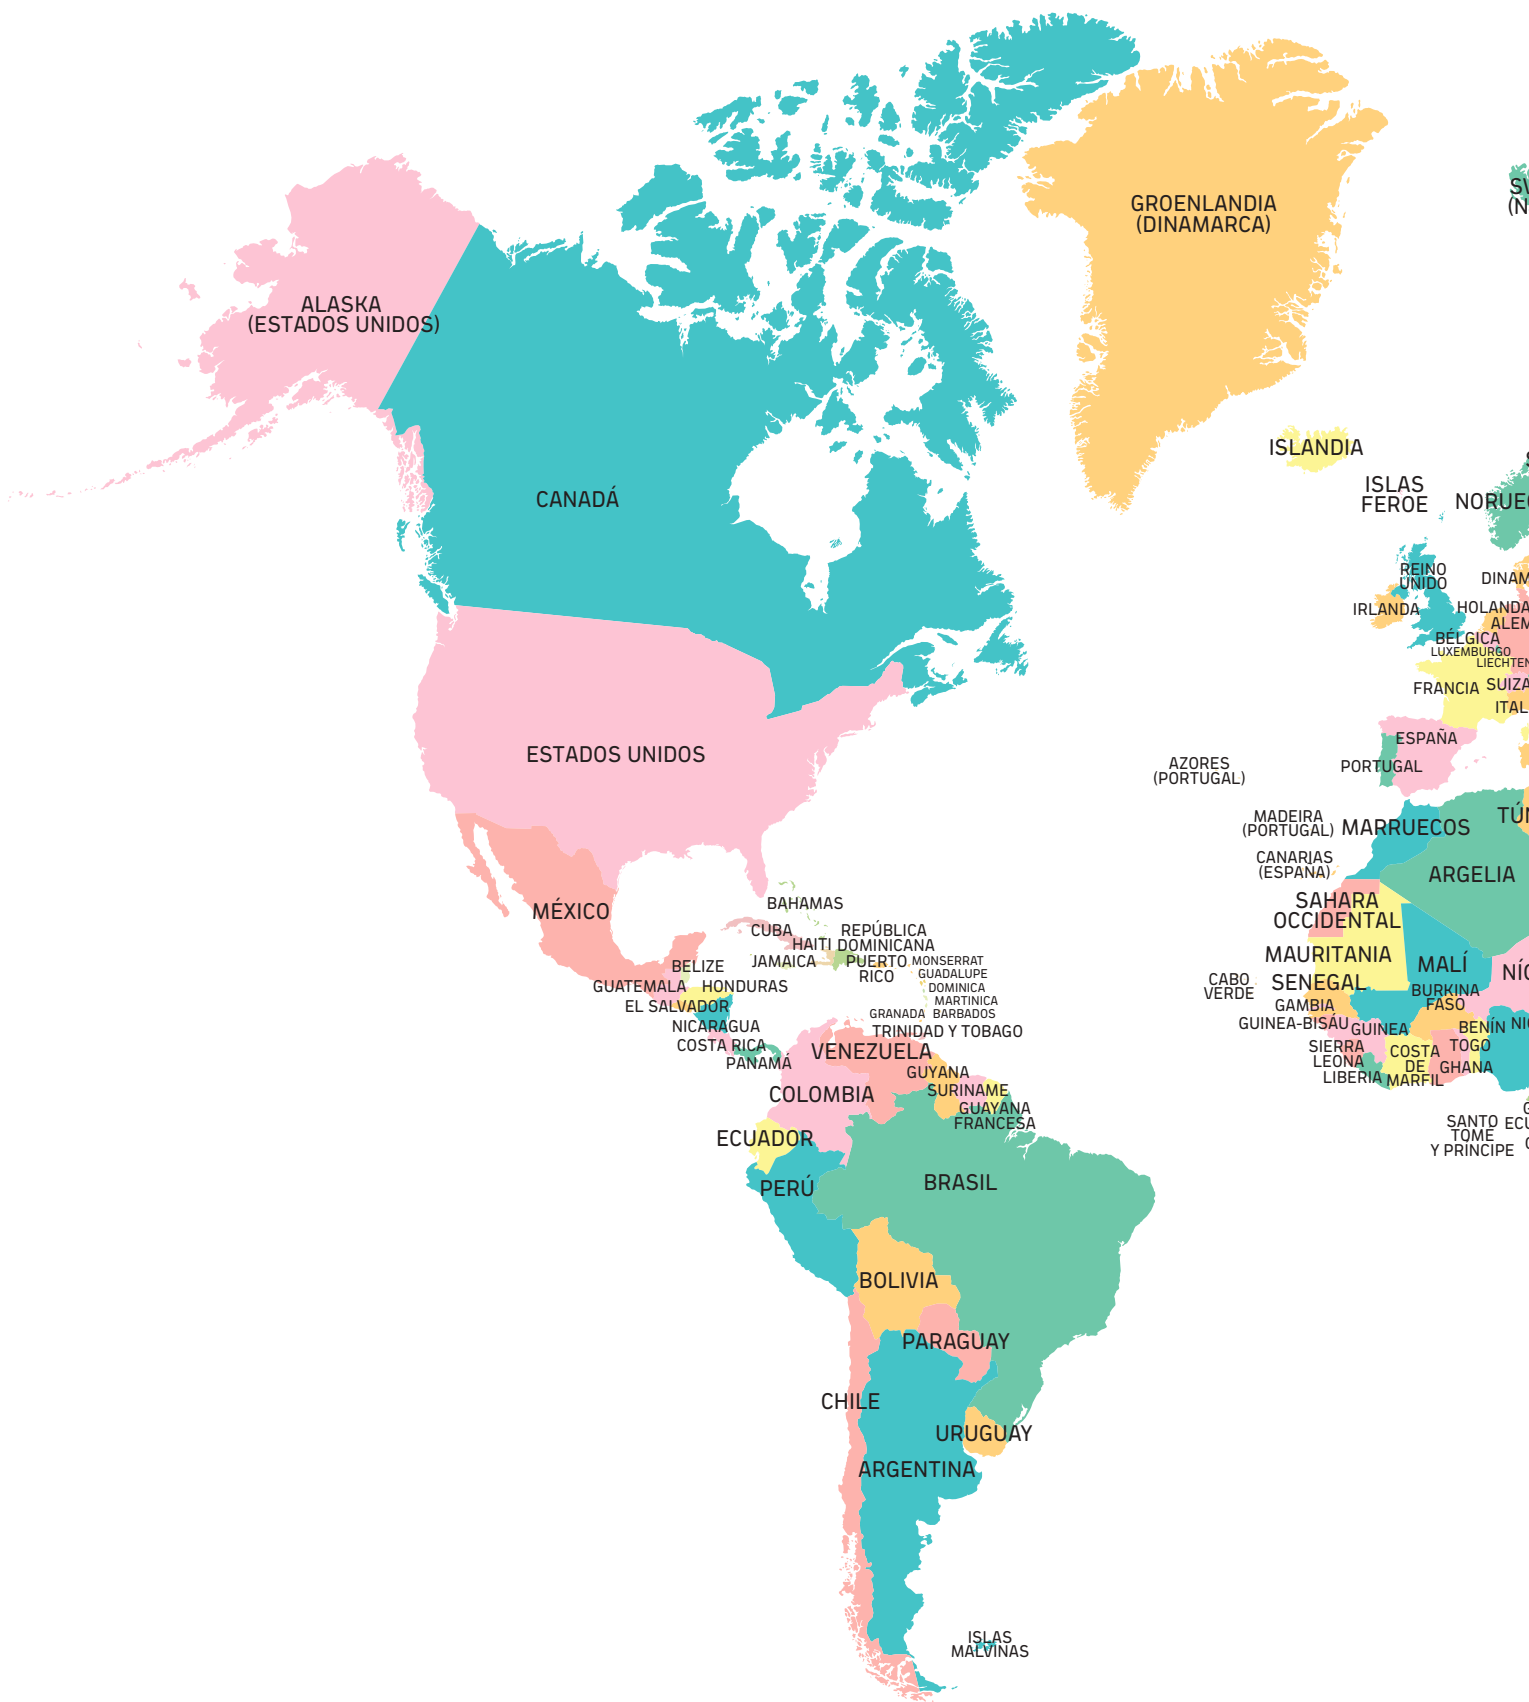 GROENLANDIA
(DINAMARCA)
ALASKA
(ESTADOS UNIDOS)
CANADÁ
ISLANDIA
ISLAS
FEROE
REINO
UNIDO
IRLANDA
HOLANDA
BÉLGICA
LUXEMBURGO
FRANCIA
SUIZA
ESPAÑA
PORTUGAL
ESTADOS UNIDOS
AZORES
(PORTUGAL)
MADEIRA
(PORTUGAL)
MARRUECOS
CANARIAS
(ESPAÑA)
ARGELIA
SAHARA
OCCIDENTAL
MÉXICO
BAHAMAS
CUBA
HAITI
REPÚBLICA
DOMINICANA
JAMAICA
PUERTO
RICO
MONSERRAT
GUADALUPE
DOMINICA
MARTINICA
GRANADA
BARBADOS
TRINIDAD Y TOBAGO
BELIZE
GUATEMALA
HONDURAS
EL SALVADOR
NICARAGUA
COSTA RICA
PANAMÁ
MAURITANIA
MALÍ
CABO
VERDE
SENEGAL
GAMBIA
BURKINA
FASO
GUINEA-BISÁU
GUINEA
BENÍN
SIERRA
LEONA
COSTA
DE
MARFIL
TOGO
GHANA
LIBERIA
SANTO
TOME
Y PRINCIPE
VENEZUELA
GUYANA
COLOMBIA
SURINAME
GUAYANA
FRANCESA
ECUADOR
PERÚ
BRASIL
BOLIVIA
PARAGUAY
CHILE
URUGUAY
ARGENTINA
ISLAS
MALVINAS